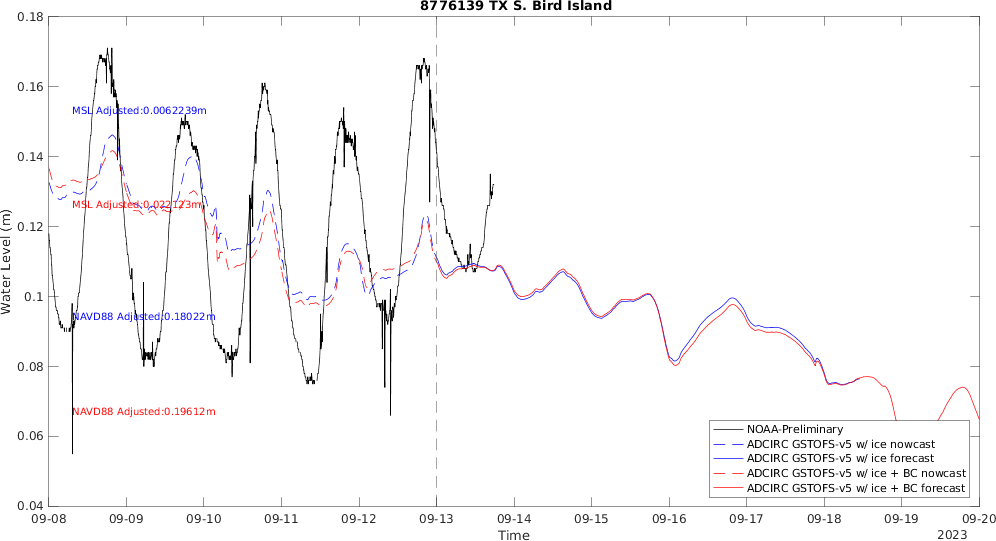 8776139 TX S. Bird Island
Water Level (m)
0.18
0.16
0.14
0.12
0.1
0.08
0.06
0.04
MSL Adjusted:0.0062239m
MSL Adjusted:0.022123m
NAVD88 Adjusted:0.18022m
NAVD88 Adjusted:0.19612m
NOAA-Preliminary
ADCIRC GSTOFS-v5 w/ ice nowcast
ADCIRC GSTOFS-v5 w/ ice forecast
ADCIRC GSTOFS-v5 w/ ice + BC nowcast
ADCIRC GSTOFS-v5 w/ ice + BC forecast
09-08 09-09 09-10 09-11 09-12 09-13 09-14 09-15 09-16 09-17 09-18 09-19 09-20
Time
2023